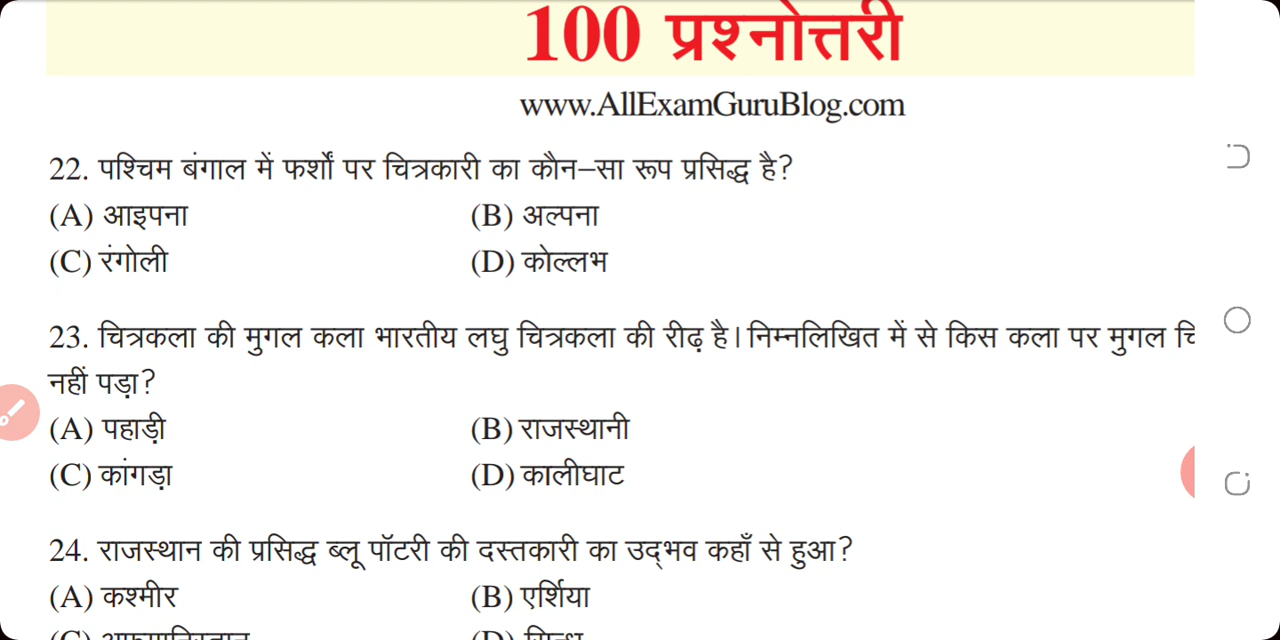 100 प्रश्नोत्तरी
www.AllExamGuruBlog.com
22. पश्चिम बंगाल में फर्शों पर चित्रकारी का कौन–सा रूप प्रसिद्ध है?
(A) आइपना (B) अल्पना
(C) रंगोली (D) कोल्लभ
23. चित्रकला की मुगल कला भारतीय लघु चित्रकला की रीढ़ है। निम्नलिखित में से किस कला पर मुगल
नहीं पड़ा?
(A) पहाड़ी (B) राजस्थानी
(C) कांगड़ा (D) कालीघाट
24. राजस्थान की प्रसिद्ध ब्लू पॉटरी की दस्तकारी का उद्भव कहाँ से हुआ?
(A) कश्मीर (B) एर्शिया